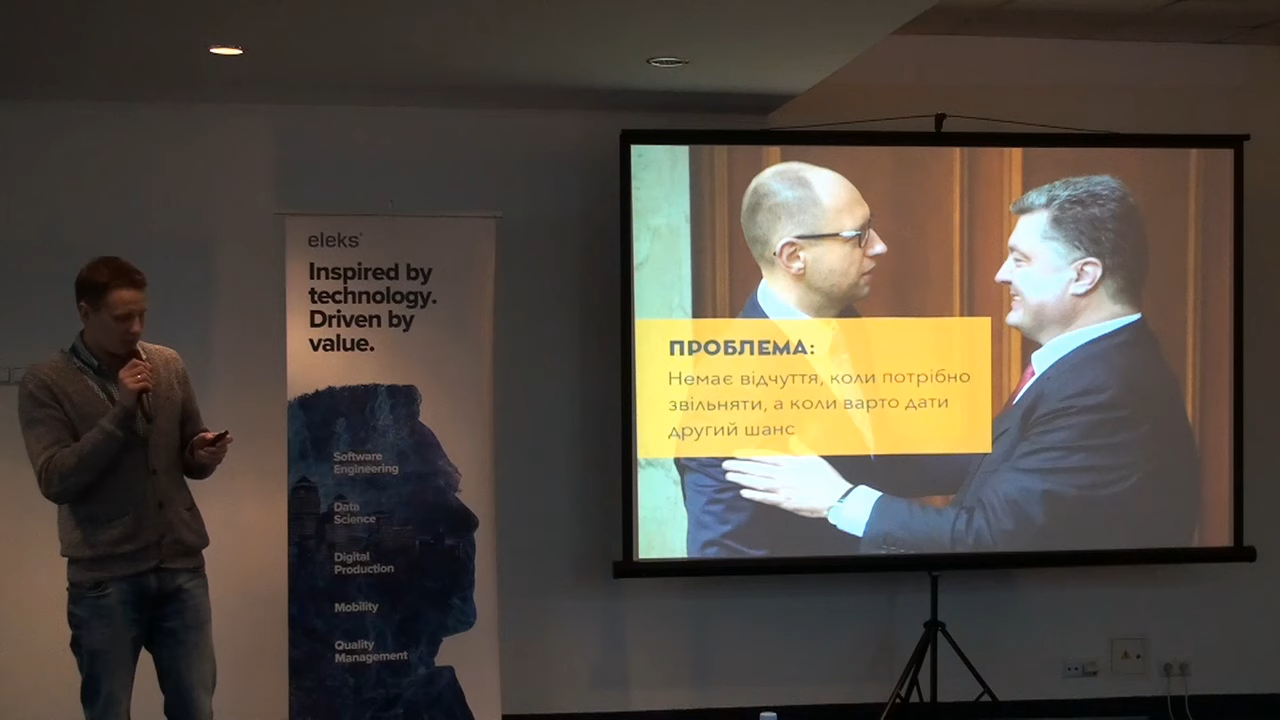 eleks
Inspired by
technology.
Driven by
value.
Software
Engineering
Data
Science
Digital
Production
Mobility
Quality
Management
ПРОБЛЕМА:
Немає відчуття, коли потрібно
звільняти, а коли варто дати
другий шанс